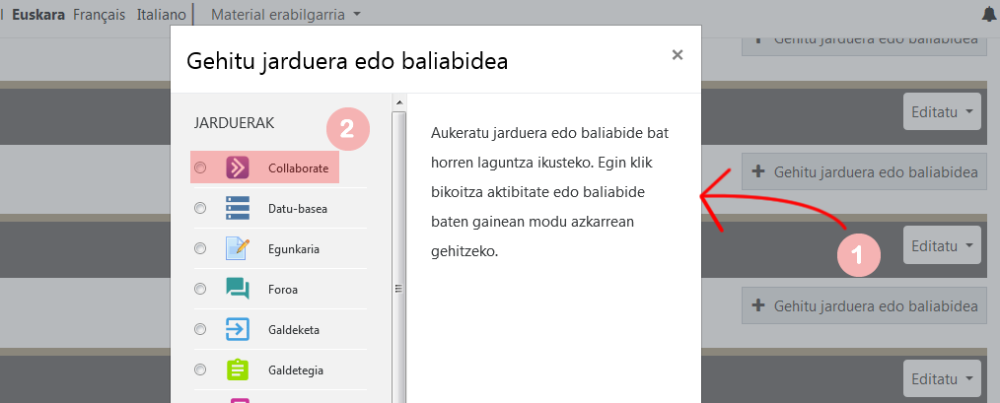 l Euskara Français Italiano Material erabilgarria
Gehitu jarduera edo baliabidea
Gehitu jarduera edo baliabidea ×
JARDUERAK
2
Collaborate
Datu-basea
Egunkaria
Foroa
Galdeketa
Galdetegia
Aukeratu jarduera edo baliabide bat
horren laguntza ikusteko. Egin klik
bikoitza aktibitate edo baliabide
baten gainean modu azkarrean
gehitzeko.
Editatu
Gehitu jarduera edo baliabidea
1
Editatu
Gehitu jarduera edo baliabidea
Editatu